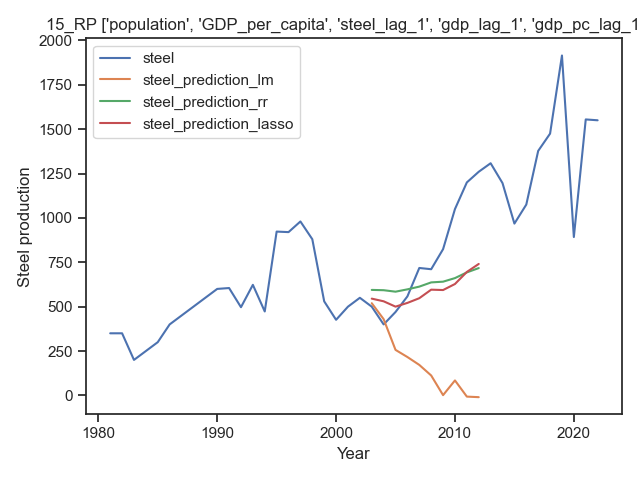 15_RP ['population', 'GDP_per_capita', 'steel_lag_1', 'gdp_lag_1', 'gdp_pc_lag_1
2000
1750
1500
1250
1000
750
500
250
0
Steel production
steel
steel_prediction_lm
steel_prediction_rr
steel_prediction_lasso
1980
1990
2000
2010
2020
Year